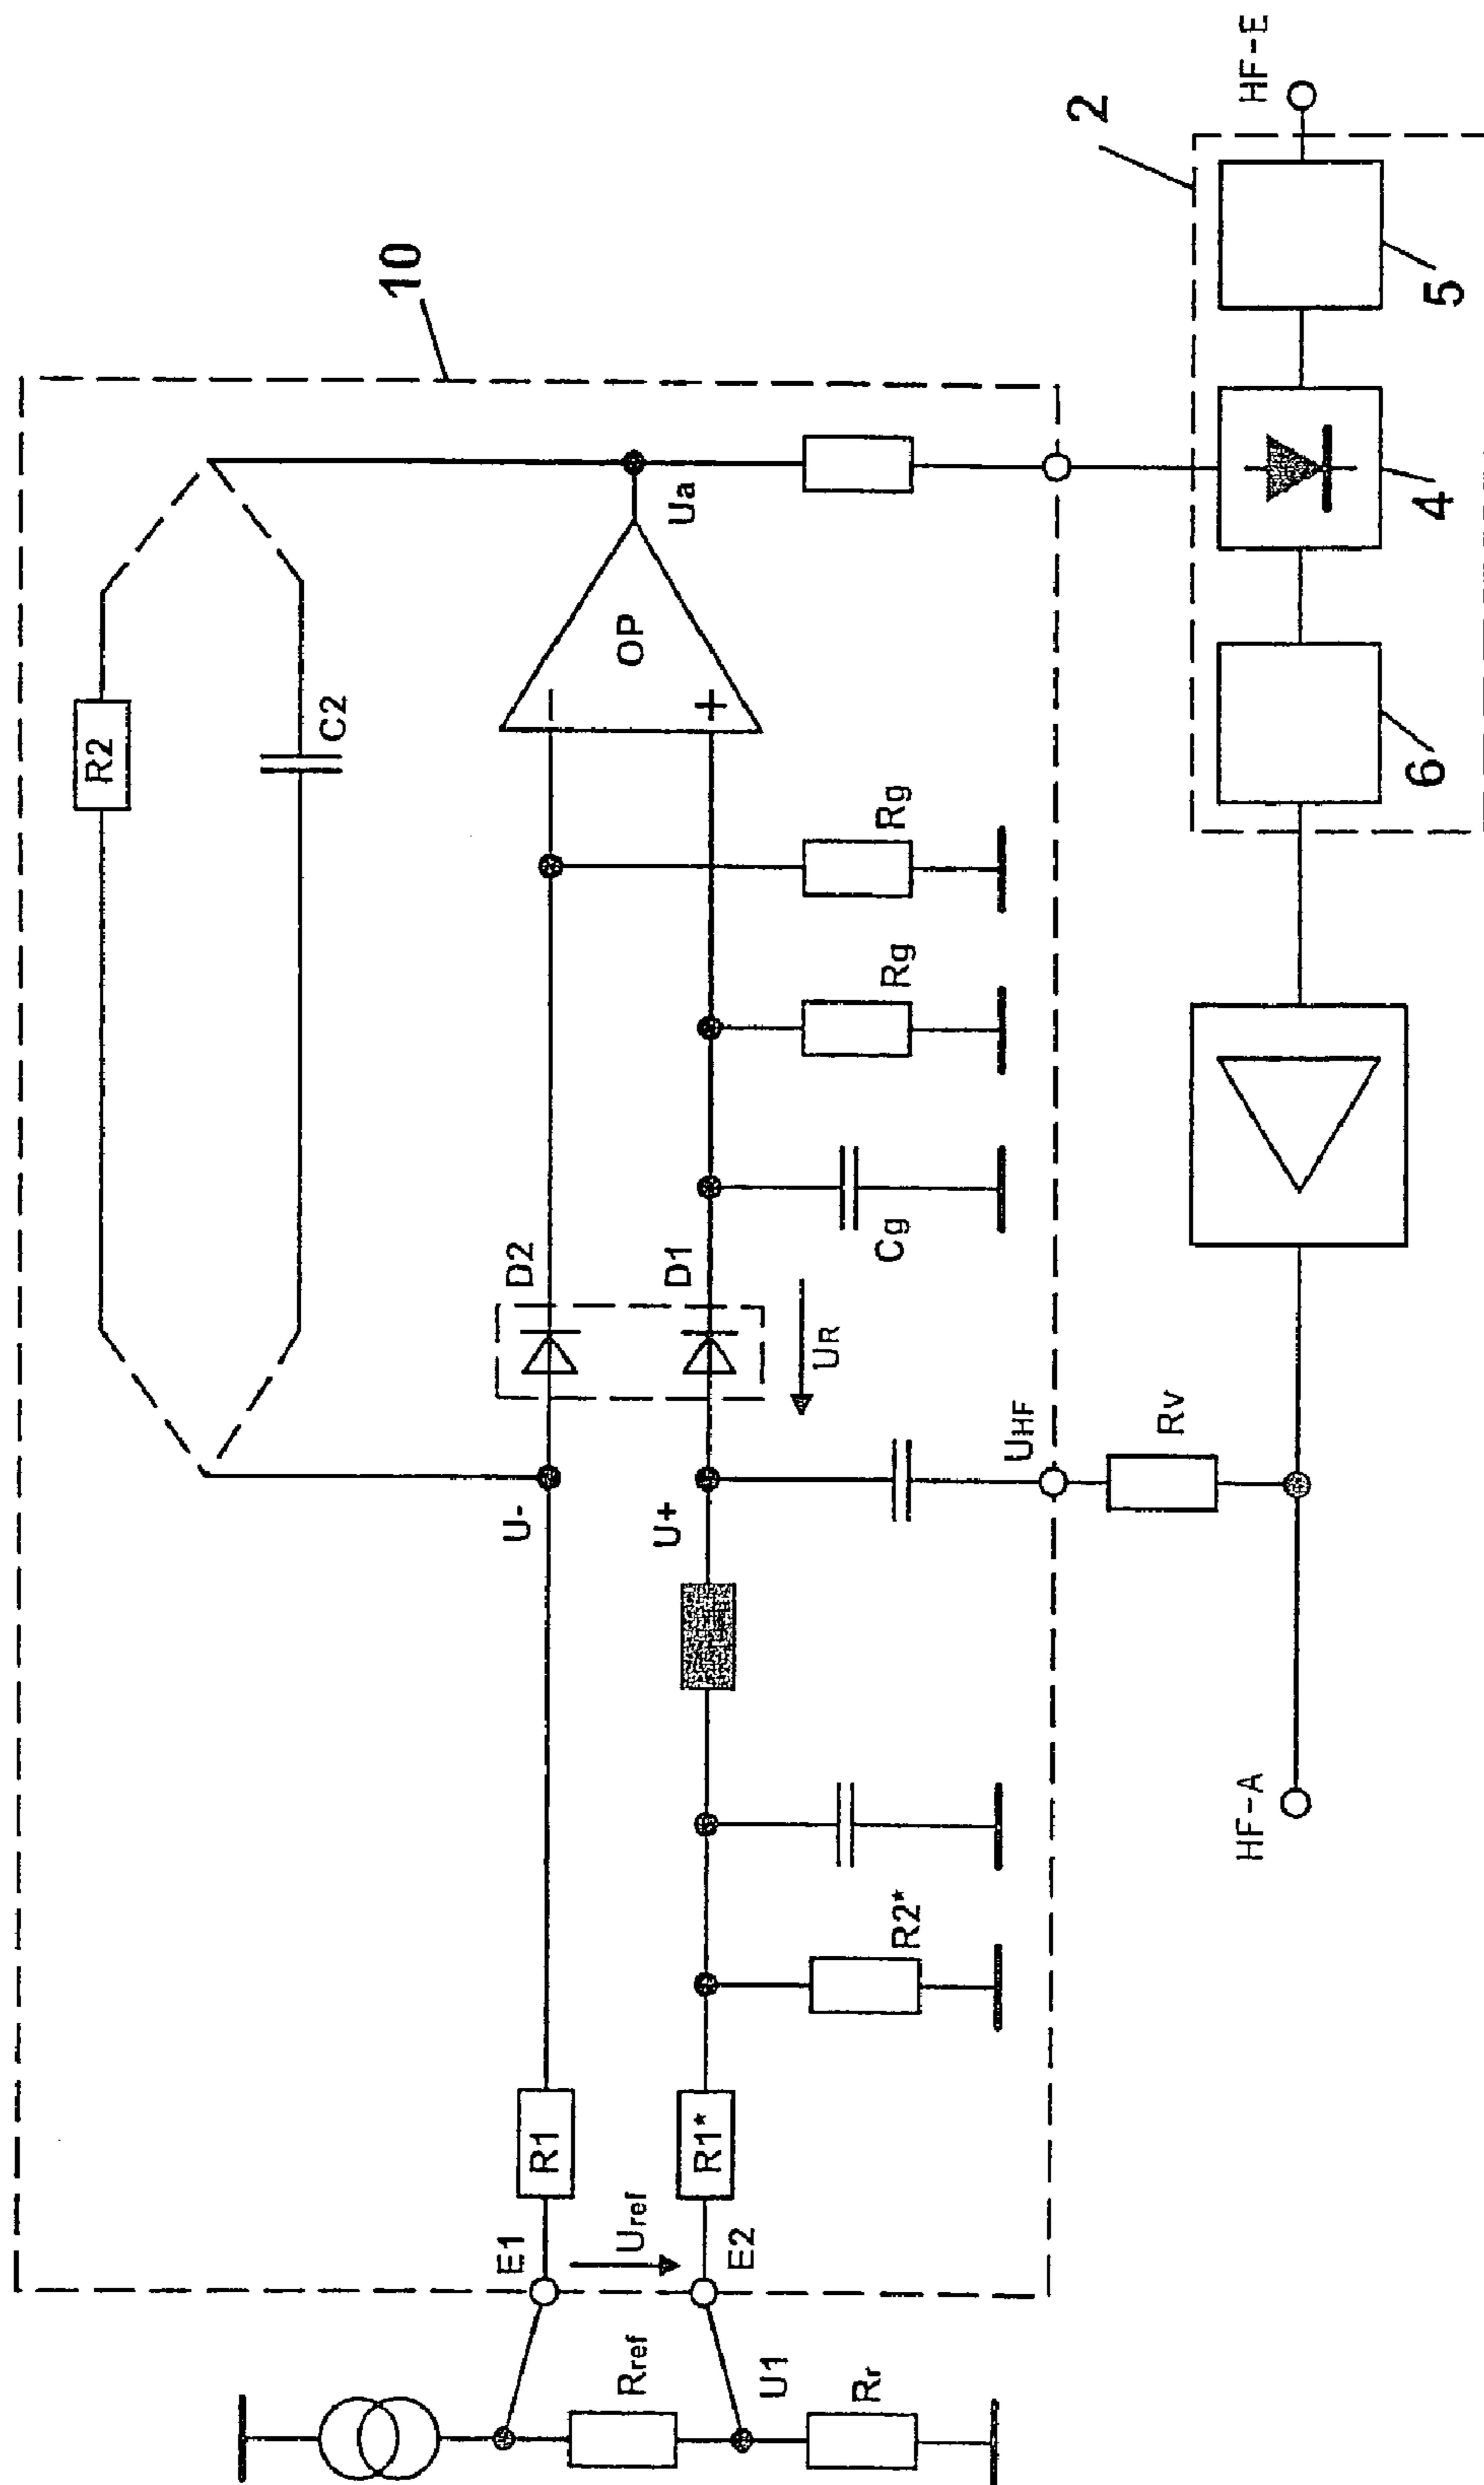 10
R2
C2
OP
Ua
D2
D1
U-
U+
Cg
Rg
Rg
UR
UHF
Rv
R1
R1*
R2*
E1
Uref
E2
Rref
U1
Rr
HF-A
HF-E
2
4
5
6